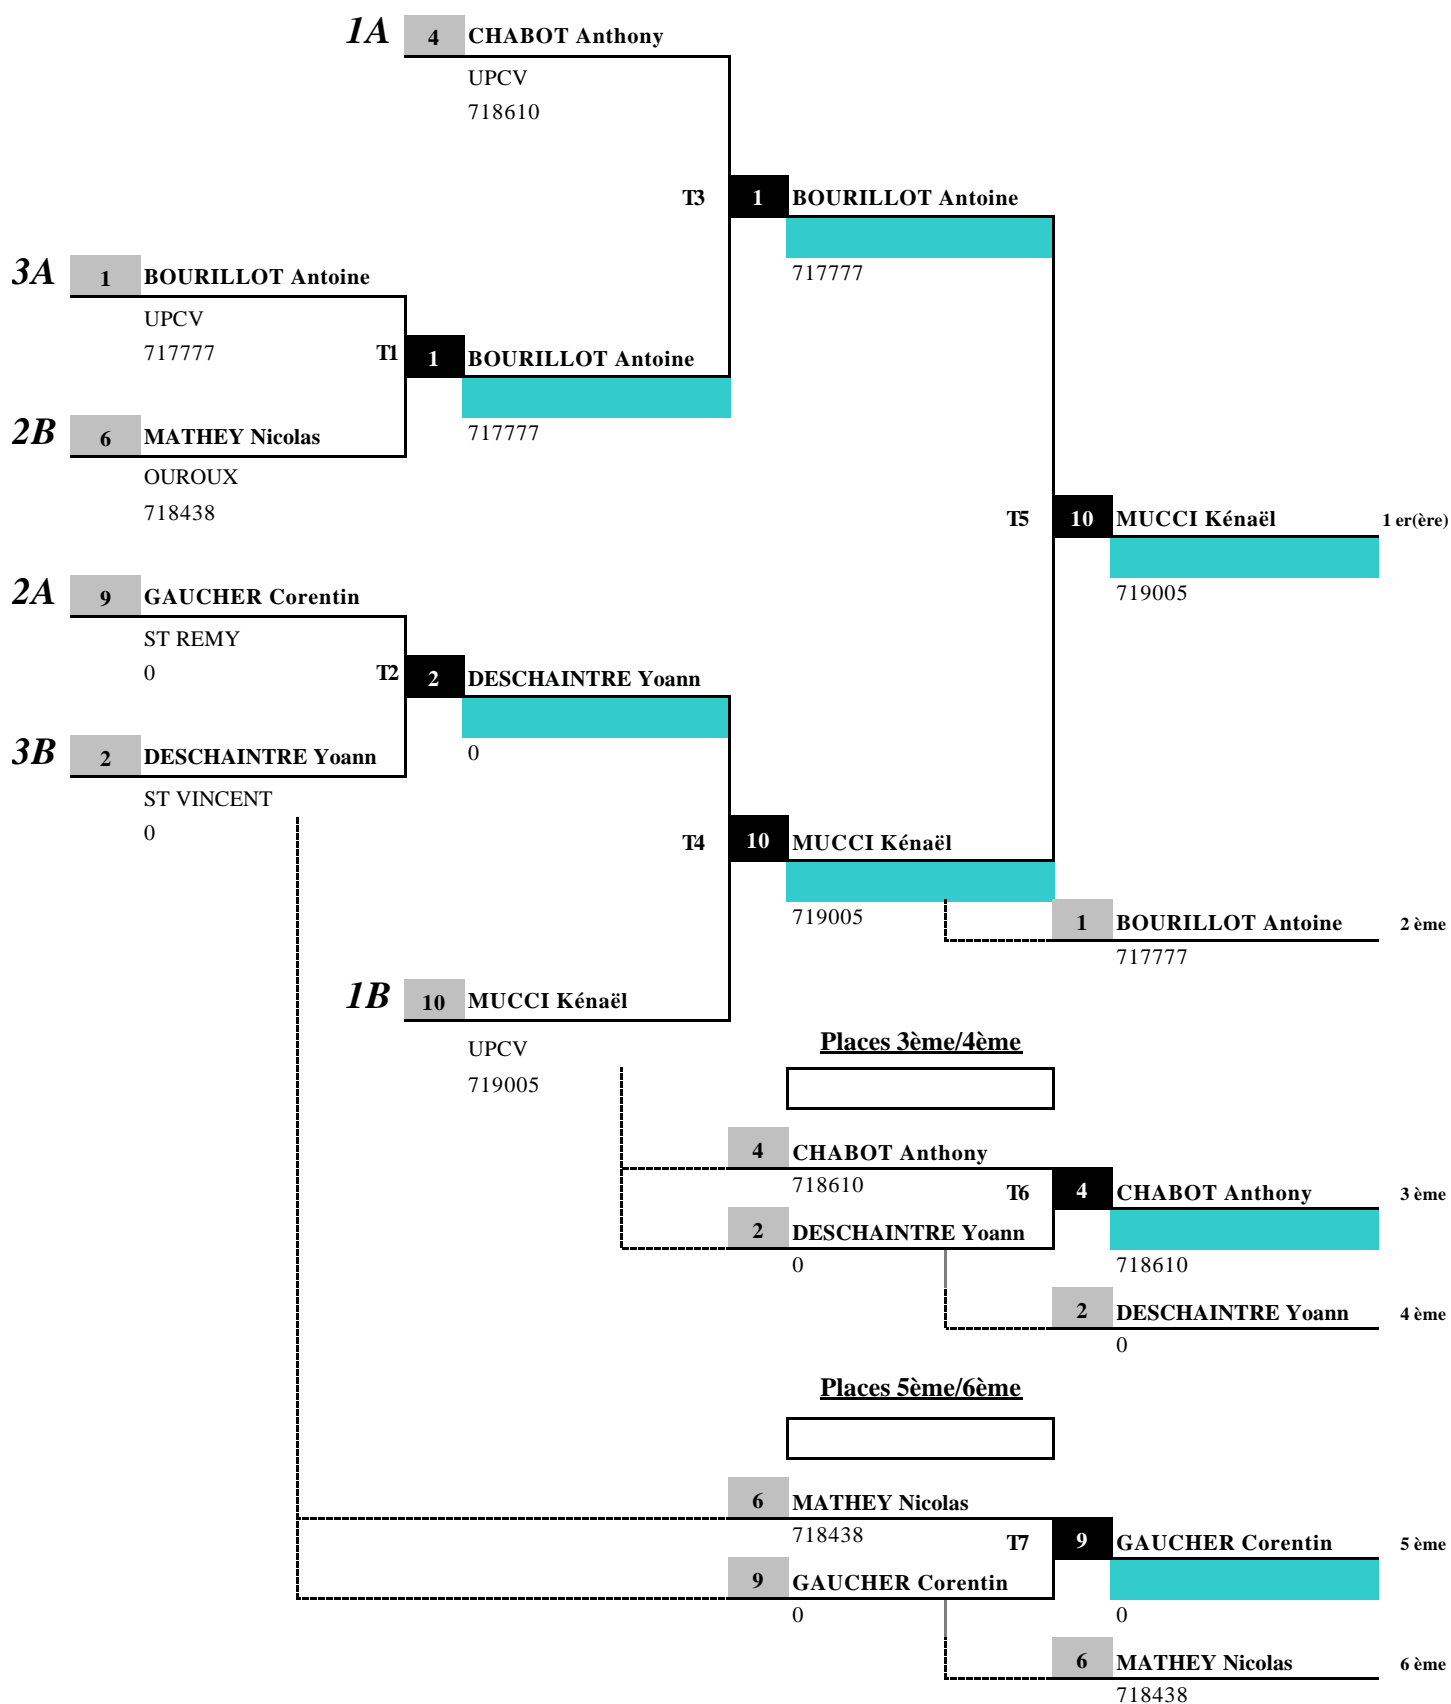 1A 4 CHABOT Anthony
UPCV
718610
T3 1 BOURILLOT Antoine
717777
3A 1 BOURILLOT Antoine
UPCV
717777
T1 1 BOURILLOT Antoine
717777
2B 6 MATHEY Nicolas
OUROUX
718438
T5 10 MUCCI Kénaël 1 er(ère)
719005
2A 9 GAUCHER Corentin
ST REMY
0
T2 2 DESCHAINTRE Yoann
0
3B 2 DESCHAINTRE Yoann
ST VINCENT
0
T4 10 MUCCI Kénaël
719005
1 BOURILLOT Antoine 2 ème
717777
1B 10 MUCCI Kénaël
UPCV
719005
Places 3ème/4ème
4 CHABOT Anthony
718610
T6 4 CHABOT Anthony 3 ème
718610
2 DESCHAINTRE Yoann
0
2 DESCHAINTRE Yoann 4 ème
0
Places 5ème/6ème
6 MATHEY Nicolas
718438
T7 9 GAUCHER Corentin 5 ème
0
9 GAUCHER Corentin
0
6 MATHEY Nicolas 6 ème
718438